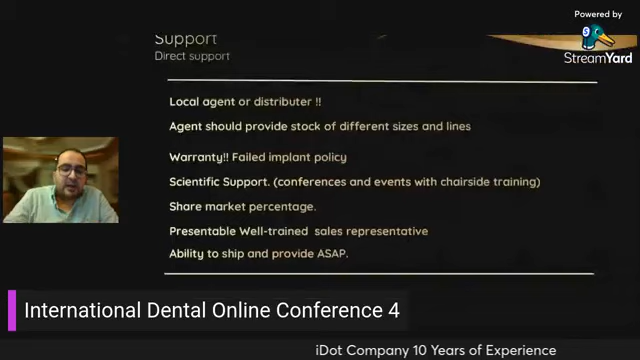 Powered by
StreamYard
Support
Direct support
Local agent or distributer !!
Agent should provide stock of different sizes and lines
Warranty!! Failed implant policy
Scientific Support. (conferences and events with chairside training)
Share market percentage.
Presentable Well-trained sales representative
Ability to ship and provide ASAP.
International Dental Online Conference 4
iDot Company 10 Years of Experience